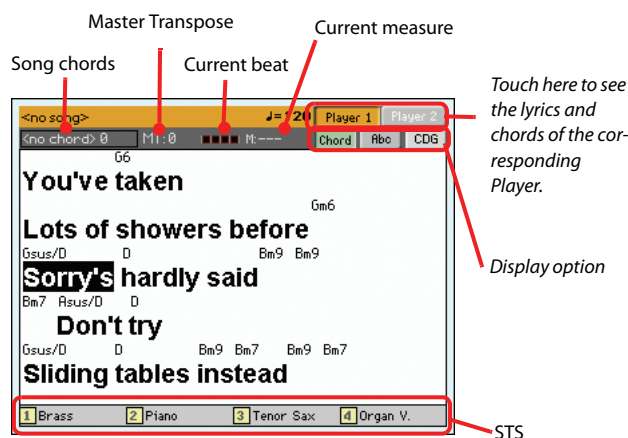 Master Transpose
Current measure
Song chords
Current beat
Touch here to see
the lyrics and
chords of the cor-
responding
Player.
<no song> ♩=120 Player 1 Player 2
<no chord> 0 MT:0 M:--- Chord Abc CDG
G6
You've taken
Gm6
Lots of showers before
Gsus/D D Bm9 Bm9
Sorry's hardly said
Display option
Bm7 Asus/D D
Don't try
Gsus/D D Bm9 Bm7 Bm9 Bm7
Sliding tables instead
1 Brass 2 Piano 3 Tenor Sax 4 Organ V.
STS